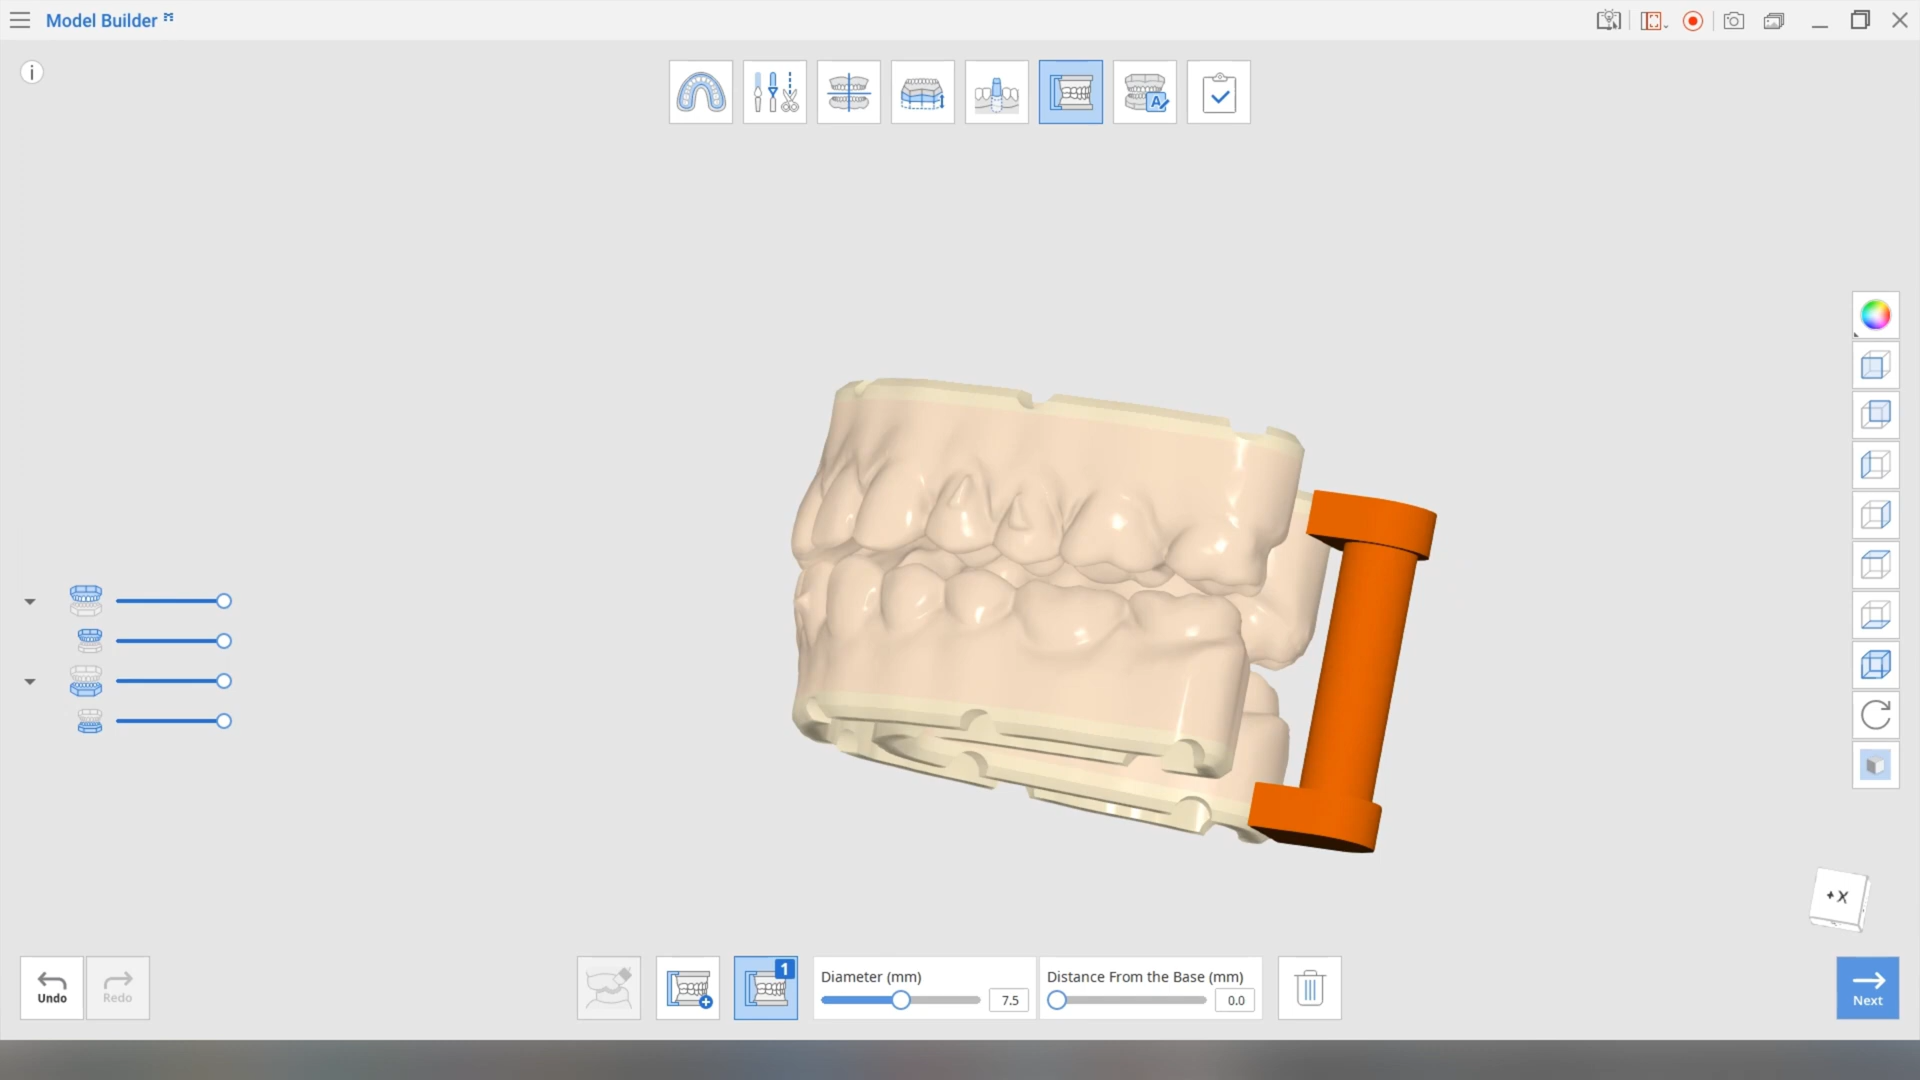 Model Builder
i
A
+X
Undo
Redo
1
Diameter (mm)
7.5
Distance From the Base (mm)
0.0
Next